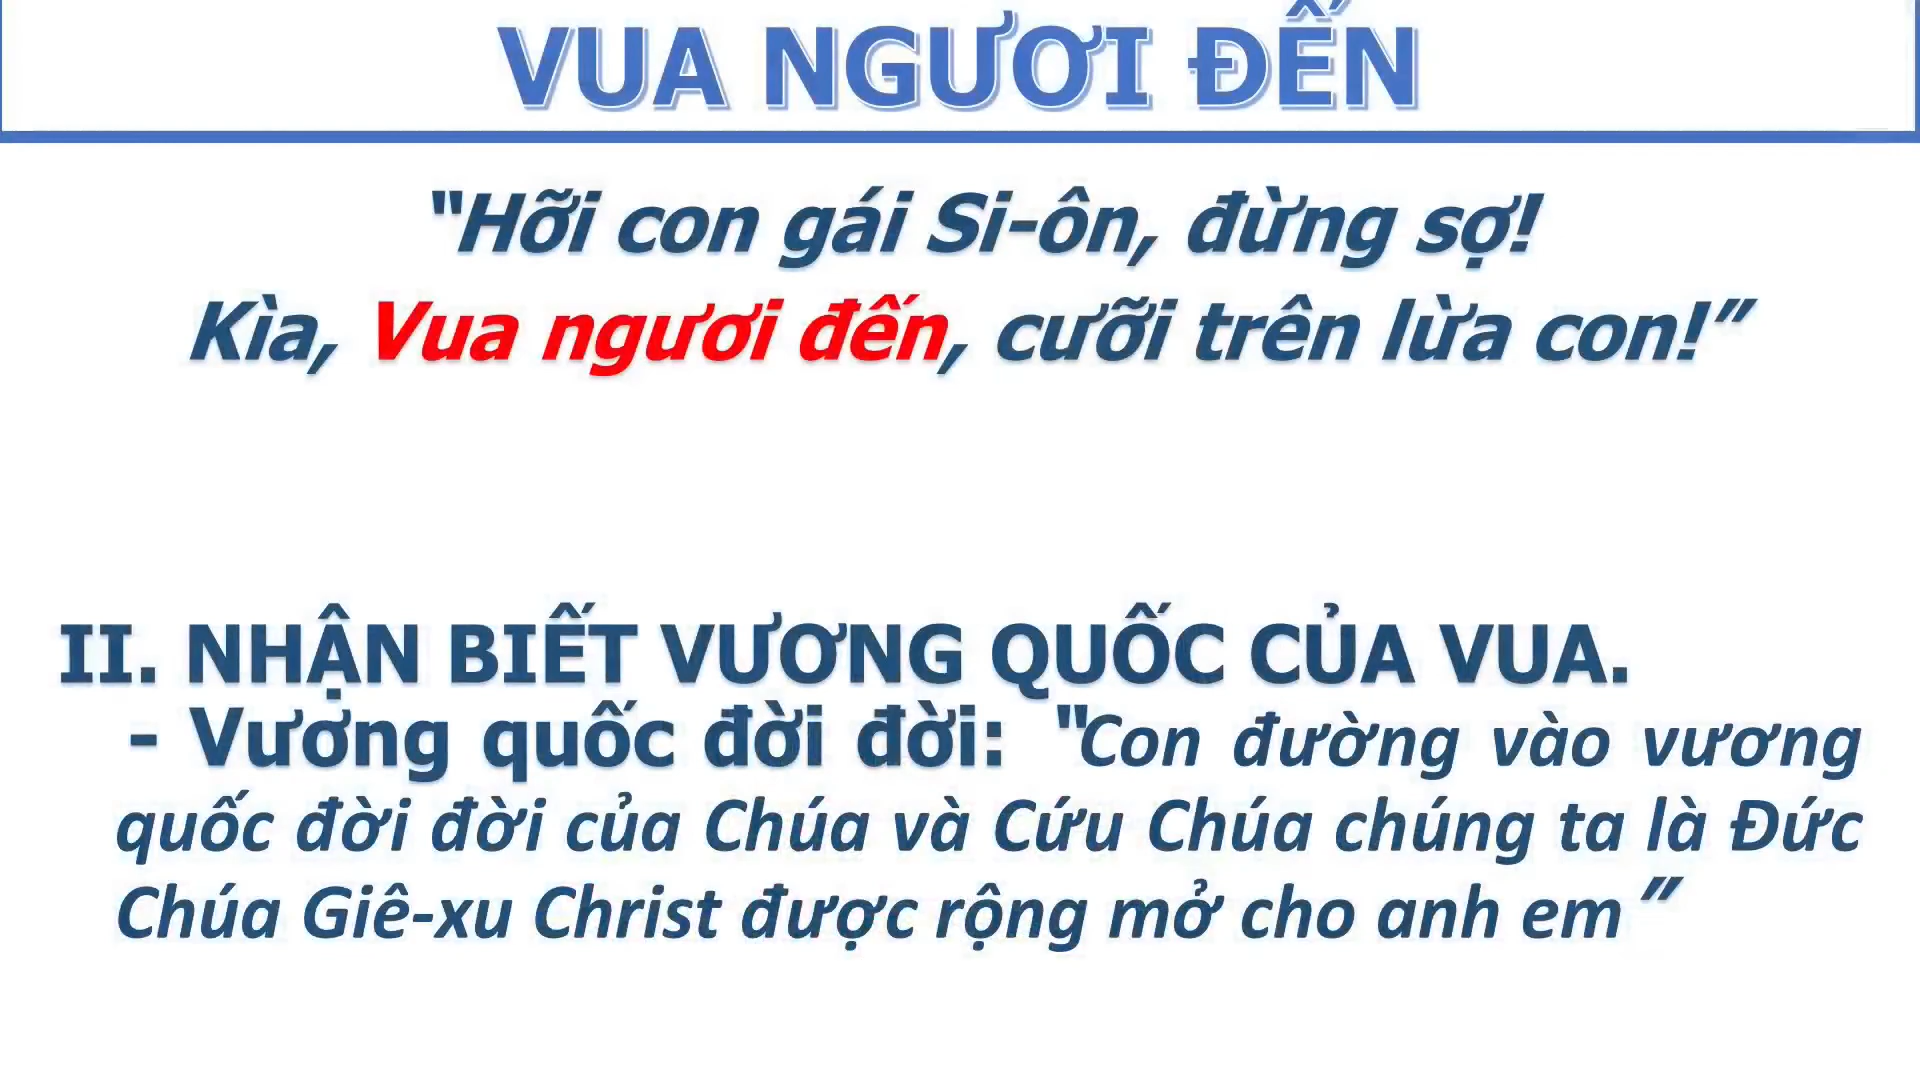 VUA NGƯƠI ĐẾN
“Hỡi con gái Si-ôn, đừng sợ!
Kìa, Vua ngươi đến, cưỡi trên lừa con!”
II. NHẬN BIẾT VƯƠNG QUỐC CỦA VUA.
- Vương quốc đời đời: "Con đường vào vương
quốc đời đời của Chúa và Cứu Chúa chúng ta là Đức
Chúa Giê-xu Christ được rộng mở cho anh em”